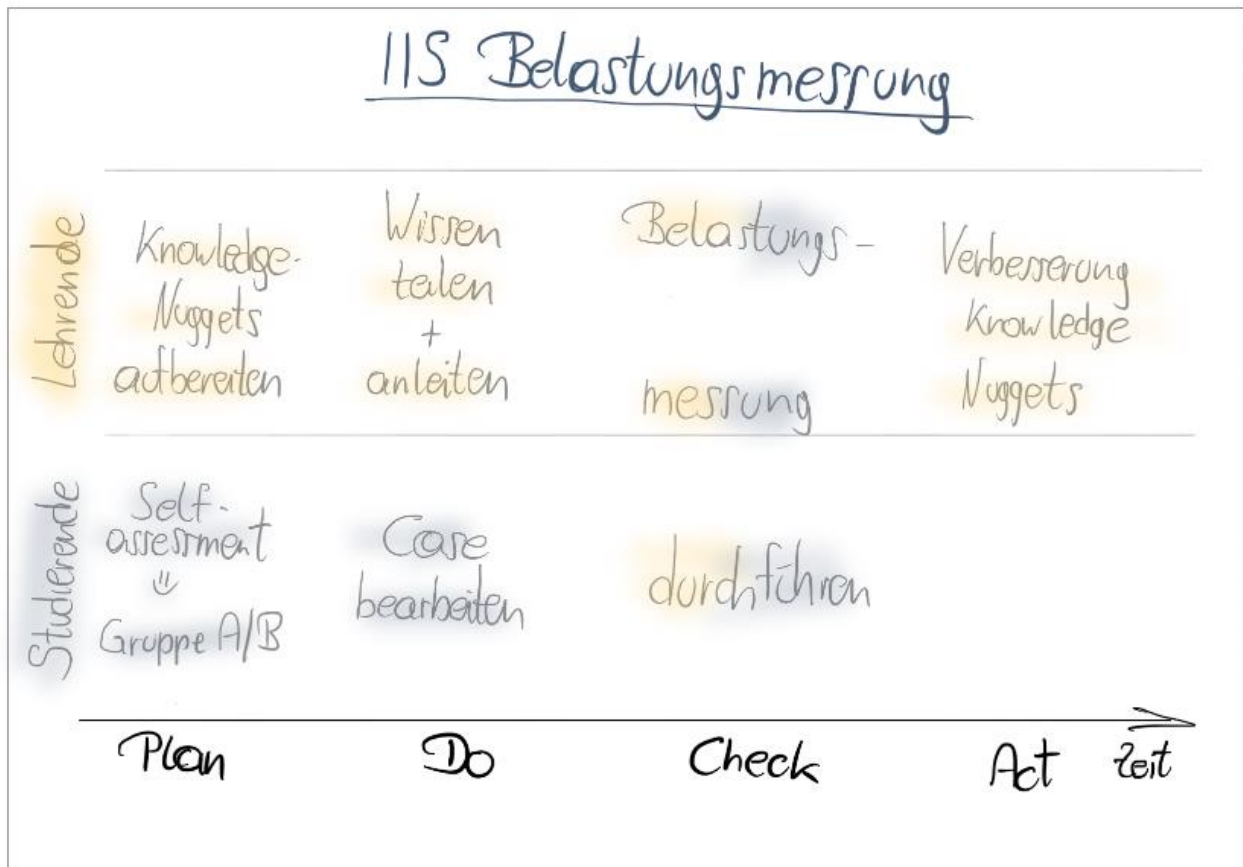 IIS Belastungsmessung
Lehrende
Knowledge-
Nuggets
aufbereiten
Wissen
teilen
+
anleiten
Belastungs-
messung
Verbesserung
Knowledge
Nuggets
Studierende
Self-
assessment
Gruppe A/B
Case
bearbeiten
durchführen
Plan
Do
Check
Act
Zeit